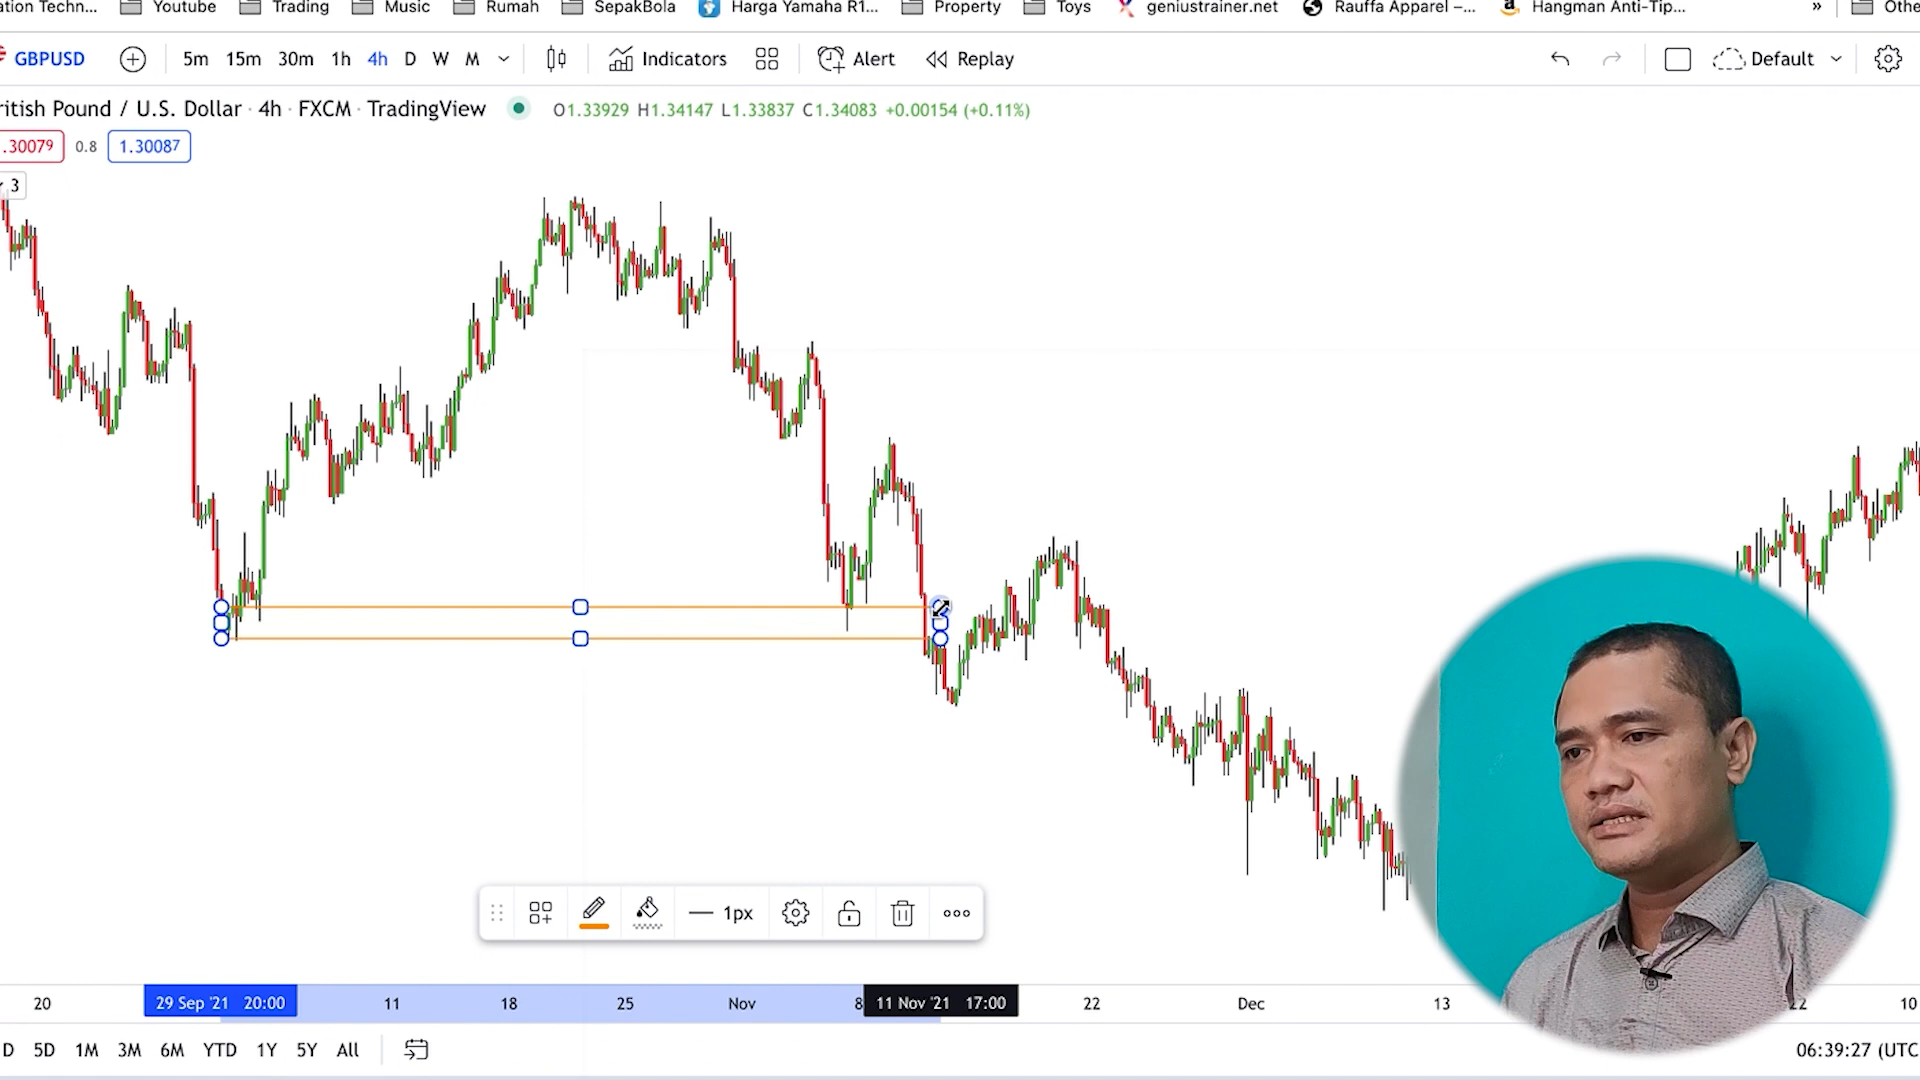 ation Techn... Youtube Trading Music Rumah SepakBola Harga Yamaha R1... Property Toys geniustrainer.net Rauffa Apparel –... Hangman Anti-Tip... » Othe
GBPUSD 5m 15m 30m 1h 4h D W M Indicators Alert Replay Default
ritish Pound / U.S. Dollar · 4h · FXCM · TradingView O1.33929 H1.34147 L1.33837 C1.34083 +0.00154 (+0.11%)
.30079 0.8 1.30087
3
1px
20 29 Sep '21 20:00 11 18 25 Nov 8 11 Nov '21 17:00 22 Dec 13 22 10
D 5D 1M 3M 6M YTD 1Y 5Y All 06:39:27 (UTC